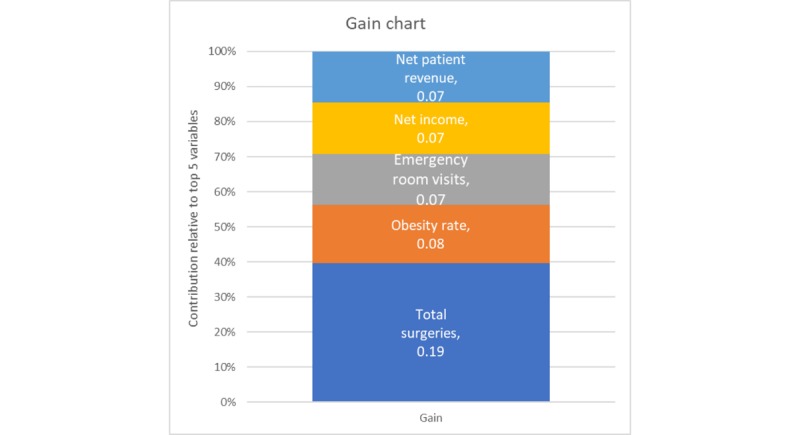 Gain chart
100%
90%
80%
70%
60%
50%
40%
30%
20%
10%
0%
Contribution relative to top 5 variables
Net patient
revenue,
0.07
Net income,
0.07
Emergency
room visits,
0.07
Obesity rate,
0.08
Total
surgeries,
0.19
Gain